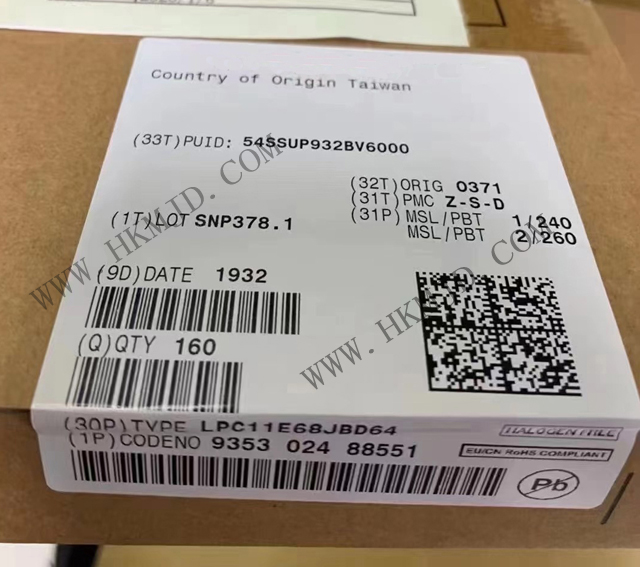 Country of Origin Taiwan
(33T)PUID: 54SSUP932BV6000
(32T)ORIG 0371
(31T)PMC Z-S-D
(1T)LOT SNP378.1
(31P)MSL/PBT 1/240
MSL/PBT 2/260
(9D)DATE 1932
(Q)QTY 160
(30P)TYPE LPC11E68JBD64
HALOGEN FREE
(1P)CODENO 9353 024 88551
EU/CN RoHS COMPLIANT
Pb
WWW.HKMJD.COM
WWW.HKMJD.COM